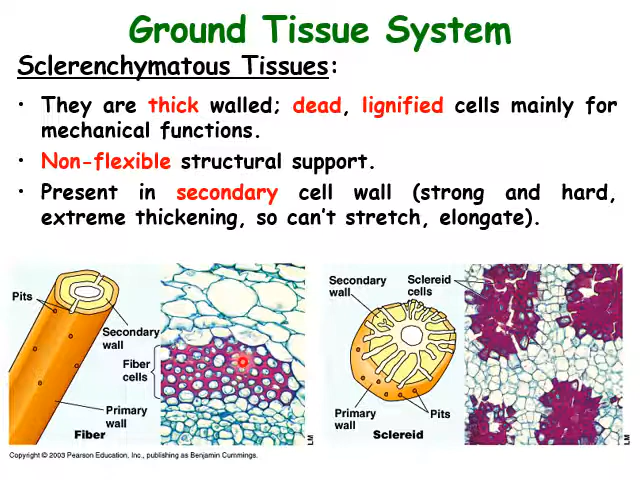 Ground Tissue System
Sclerenchymatous Tissues:
• They are thick walled; dead, lignified cells mainly for
mechanical functions.
• Non-flexible structural support.
• Present in secondary cell wall (strong and hard,
extreme thickening, so can't stretch, elongate).
Pits
Secondary
wall
Fiber
cells
Primary
wall
Fiber
LM
Secondary
wall
Sclereid
cells
Primary
wall
Pits
Sclereid
LM
Copyright © 2003 Pearson Education, Inc., publishing as Benjamin Cummings.